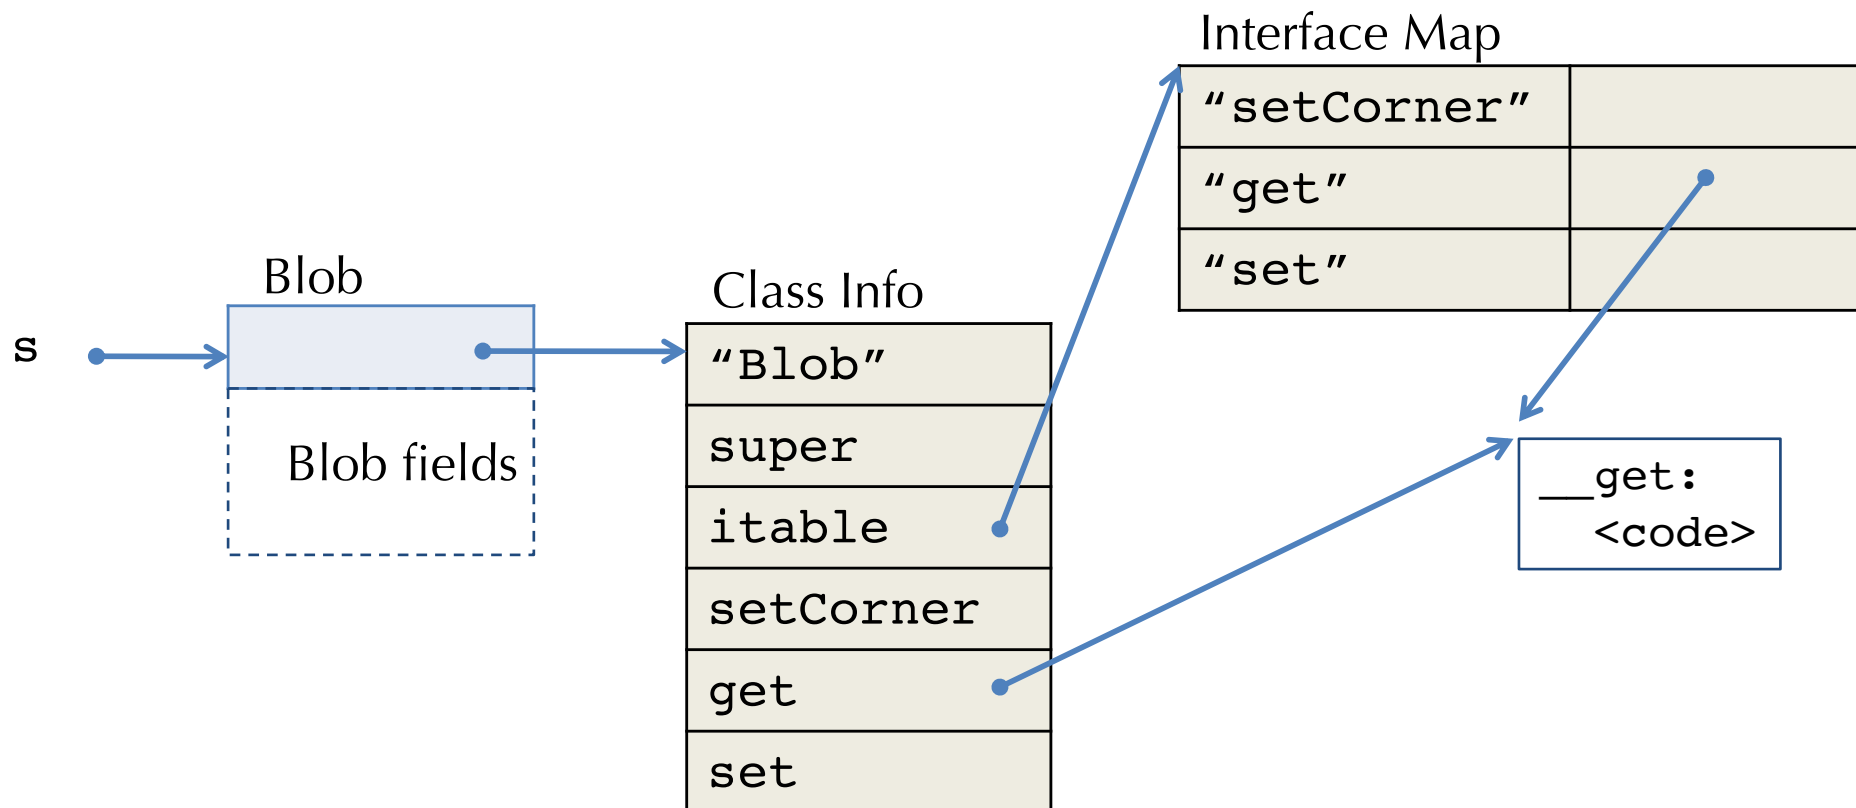 Interface Map
“setCorner”
“get”
“set”
Blob
s
Blob fields
Class Info
“Blob”
super
itable
setCorner
get
set
__get:
<code>